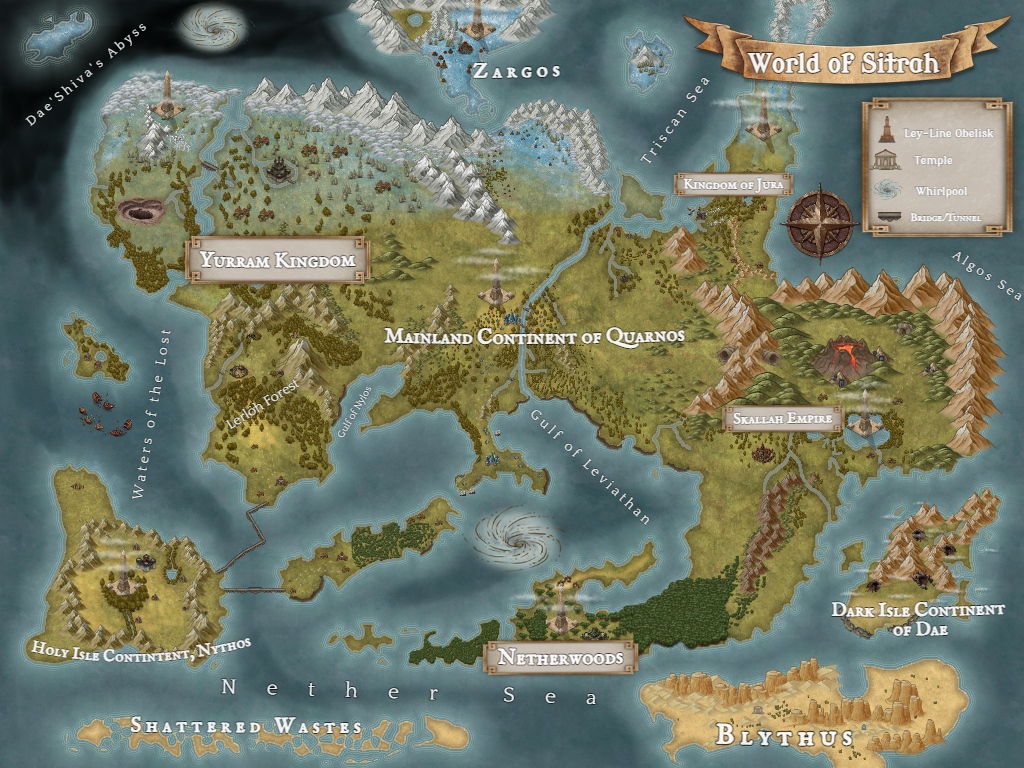 Dae'Shiva's Abyss
Zargos
Triscan Sea
World of Sitrah
Ley-Line Obelisk
Temple
Whirlpool
Bridge/Tunnel
Kingdom of Jura
Yurram Kingdom
Algos Sea
Mainland Continent of Quarnos
Waters of the Lost
Lerloh Forest
Gulf of Nylos
Gulf of Leviathan
Skallah Empire
Holy Isle Contintent, Nythos
Dark Isle Continent
of Dae
Netherwoods
Nether Sea
Shattered Wastes
Blythus